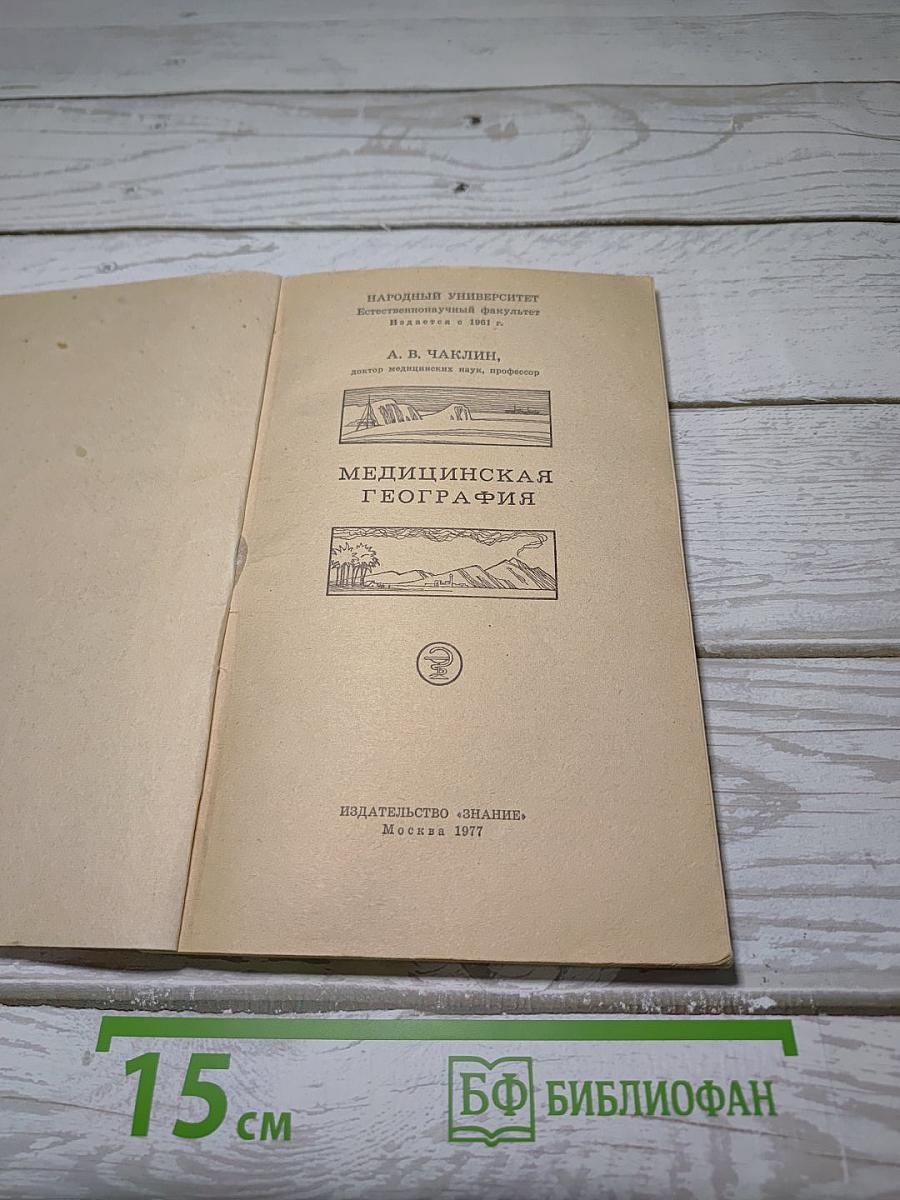 НАРОДНЫЙ УНИВЕРСИТЕТ
Естественнонаучный факультет
Издается с 1961 г.
А. В. ЧАКЛИН,
доктор медицинских наук, профессор
МЕДИЦИНСКАЯ
ГЕОГРАФИЯ
ИЗДАТЕЛЬСТВО «ЗНАНИЕ»
Москва 1977
15 см
БФ БИБЛИОФАН